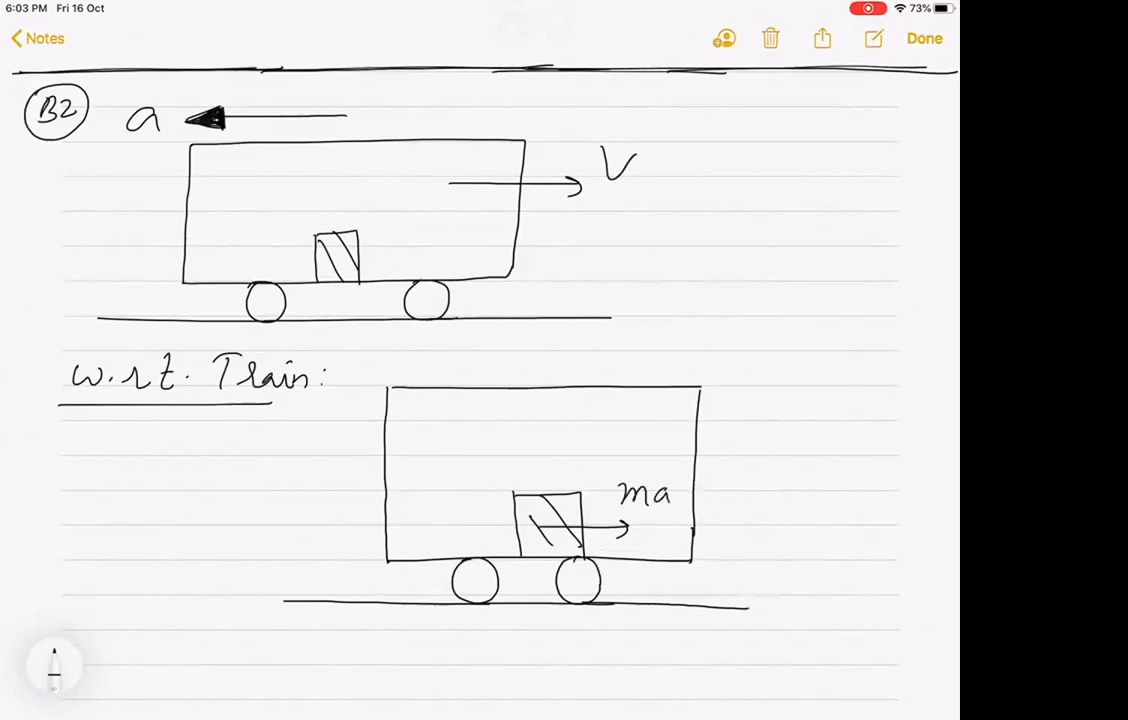 6:03 PM Fri 16 Oct
73%
Notes
Done
B2
a
V
w.r.t. Train:
ma